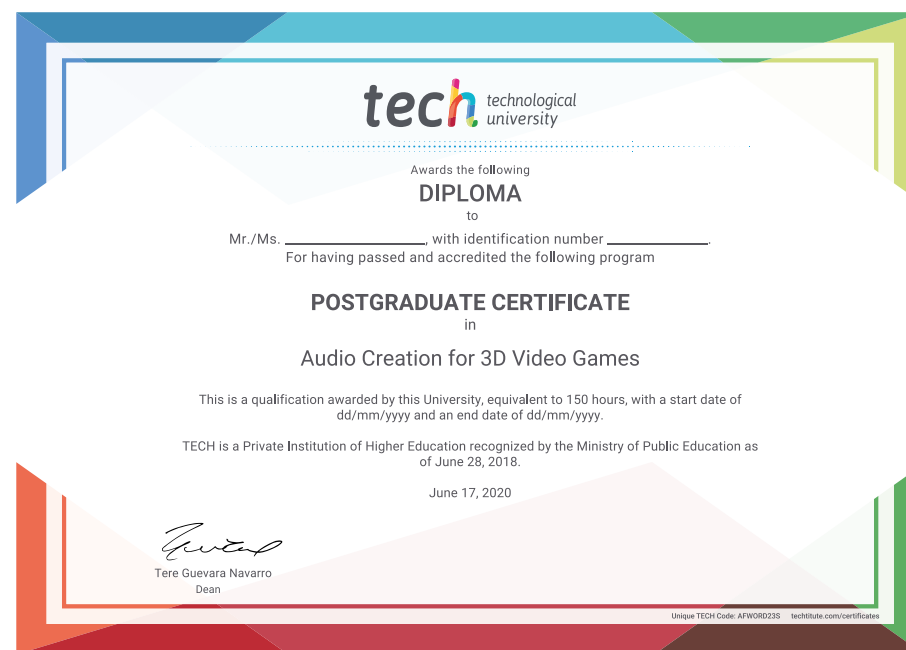 tech technological
university
Awards the following
DIPLOMA
to
Mr./Ms. ____________________, with identification number ______________.
For having passed and accredited the following program
POSTGRADUATE CERTIFICATE
in
Audio Creation for 3D Video Games
This is a qualification awarded by this University, equivalent to 150 hours, with a start date of
dd/mm/yyyy and an end date of dd/mm/yyyy.
TECH is a Private Institution of Higher Education recognized by the Ministry of Public Education as
of June 28, 2018.
June 17, 2020
Tere Guevara Navarro
Dean
Unique TECH Code: AFWORD23S techtitute.com/certificates